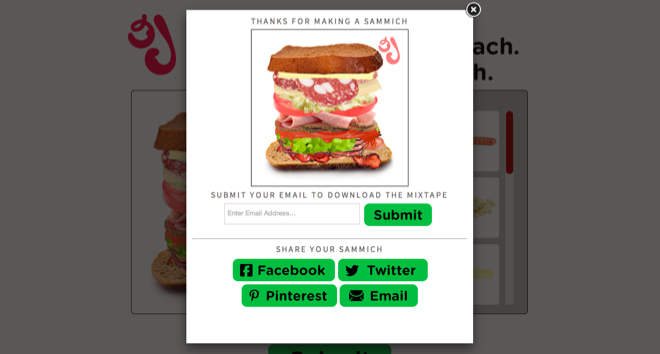 THANKS FOR MAKING A SAMMICH
ach.
h.
SUBMIT YOUR EMAIL TO DOWNLOAD THE MIXTAPE
Enter Email Address...
Submit
SHARE YOUR SAMMICH
Facebook
Twitter
Pinterest
Email